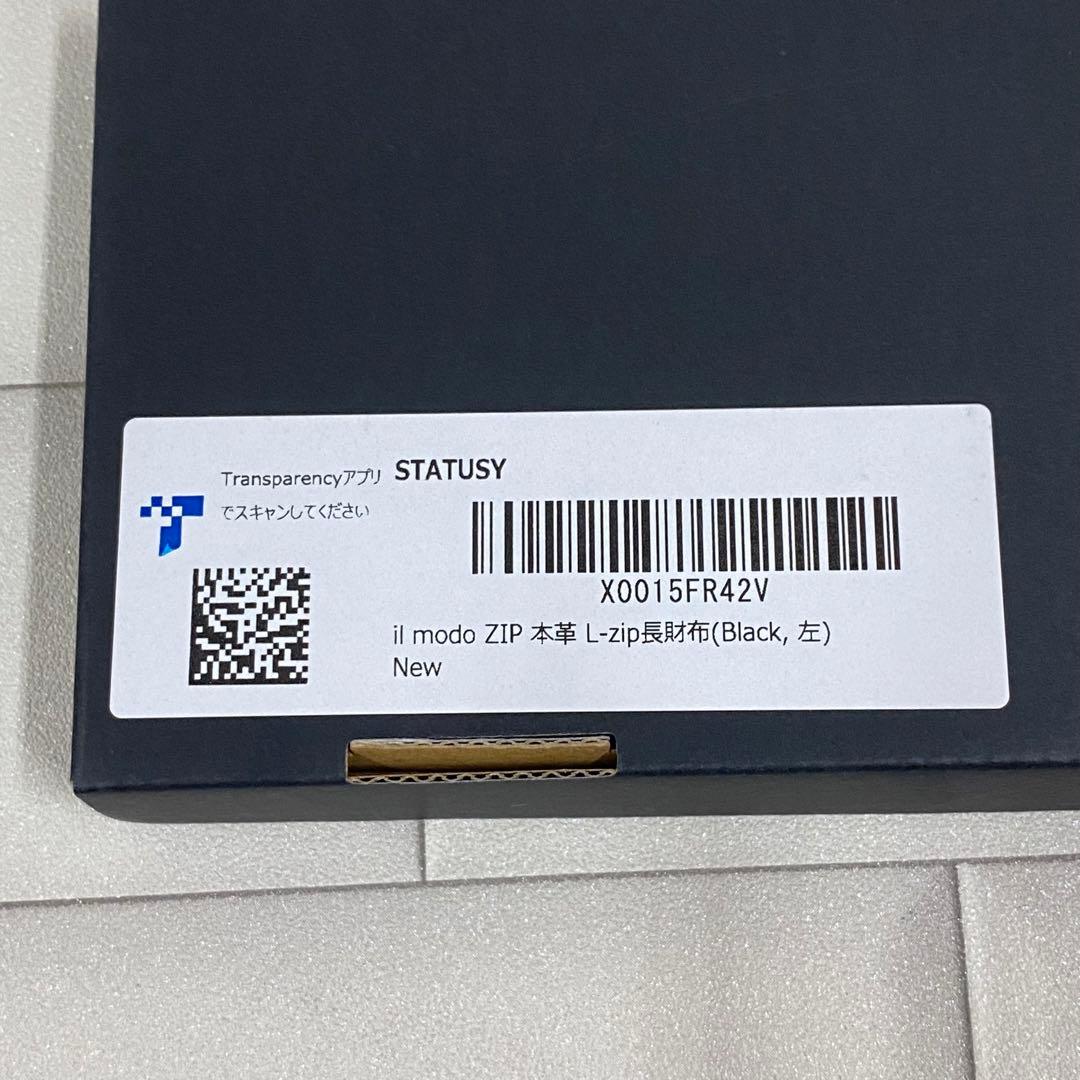 Transparencyアプリ
でスキャンしてください
STATUSY
X0015FR42V
il modo ZIP 本革 L-zip長財布(Black, 左)
New